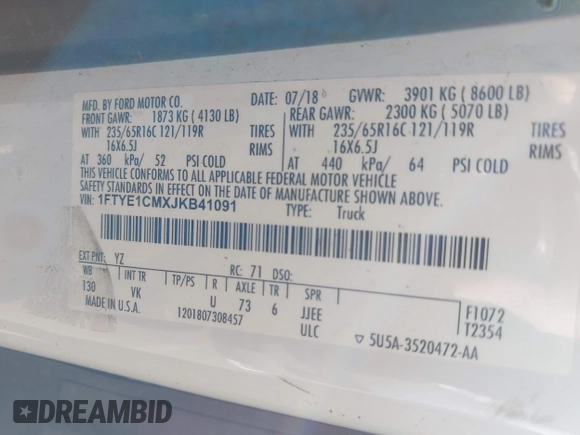 MFD. BY FORD MOTOR CO. DATE: 07/18 GVWR: 3901 KG ( 8600 LB)
FRONT GAWR: 1873 KG ( 4130 LB) REAR GAWR: 2300 KG ( 5070 LB)
WITH 235/65R16C 121/119R TIRES WITH 235/65R16C 121/119R TIRES
16X6.5J RIMS 16X6.5J RIMS
AT 360 kPa/ 52 PSI COLD AT 440 kPa/ 64 PSI COLD
THIS VEHICLE CONFORMS TO ALL APPLICABLE FEDERAL MOTOR VEHICLE
SAFETY STANDARDS IN EFFECT ON THE DATE OF MANUFACTURE SHOWN ABOVE.
VIN: 1FTYE1CMXJKB41091 TYPE: Truck
EXT PNT: YZ RC: 71 DSO:
WB INT TR TP/PS R AXLE TR SPR
130 VK U 73 6 JJEE F1072
MADE IN U.S.A. 1201807308457 ULC T2354
▽ 5U5A-3520472-AA
DREAMBID